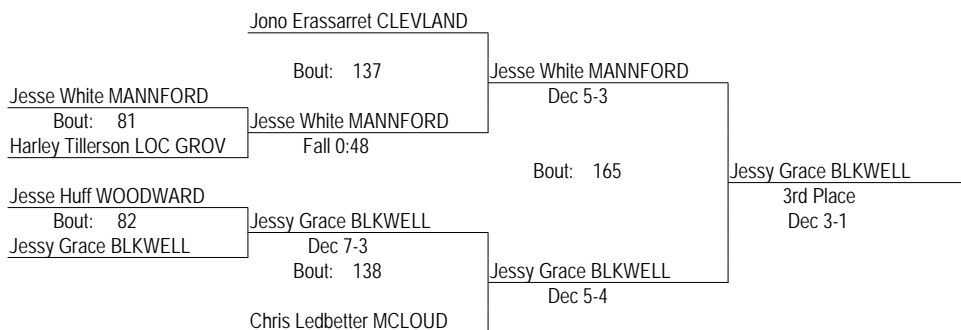 Jono Erassarret CLEVLAND
Bout: 137
Jesse White MANNFORD
Dec 5-3
Jesse White MANNFORD
Bout: 81
Jesse White MANNFORD
Harley Tillerson LOC GROV
Fall 0:48
Bout: 165
Jessy Grace BLKWELL
3rd Place
Dec 3-1
Jesse Huff WOODWARD
Bout: 82
Jessy Grace BLKWELL
Jessy Grace BLKWELL
Dec 7-3
Bout: 138
Jessy Grace BLKWELL
Dec 5-4
Chris Ledbetter MCLOUD